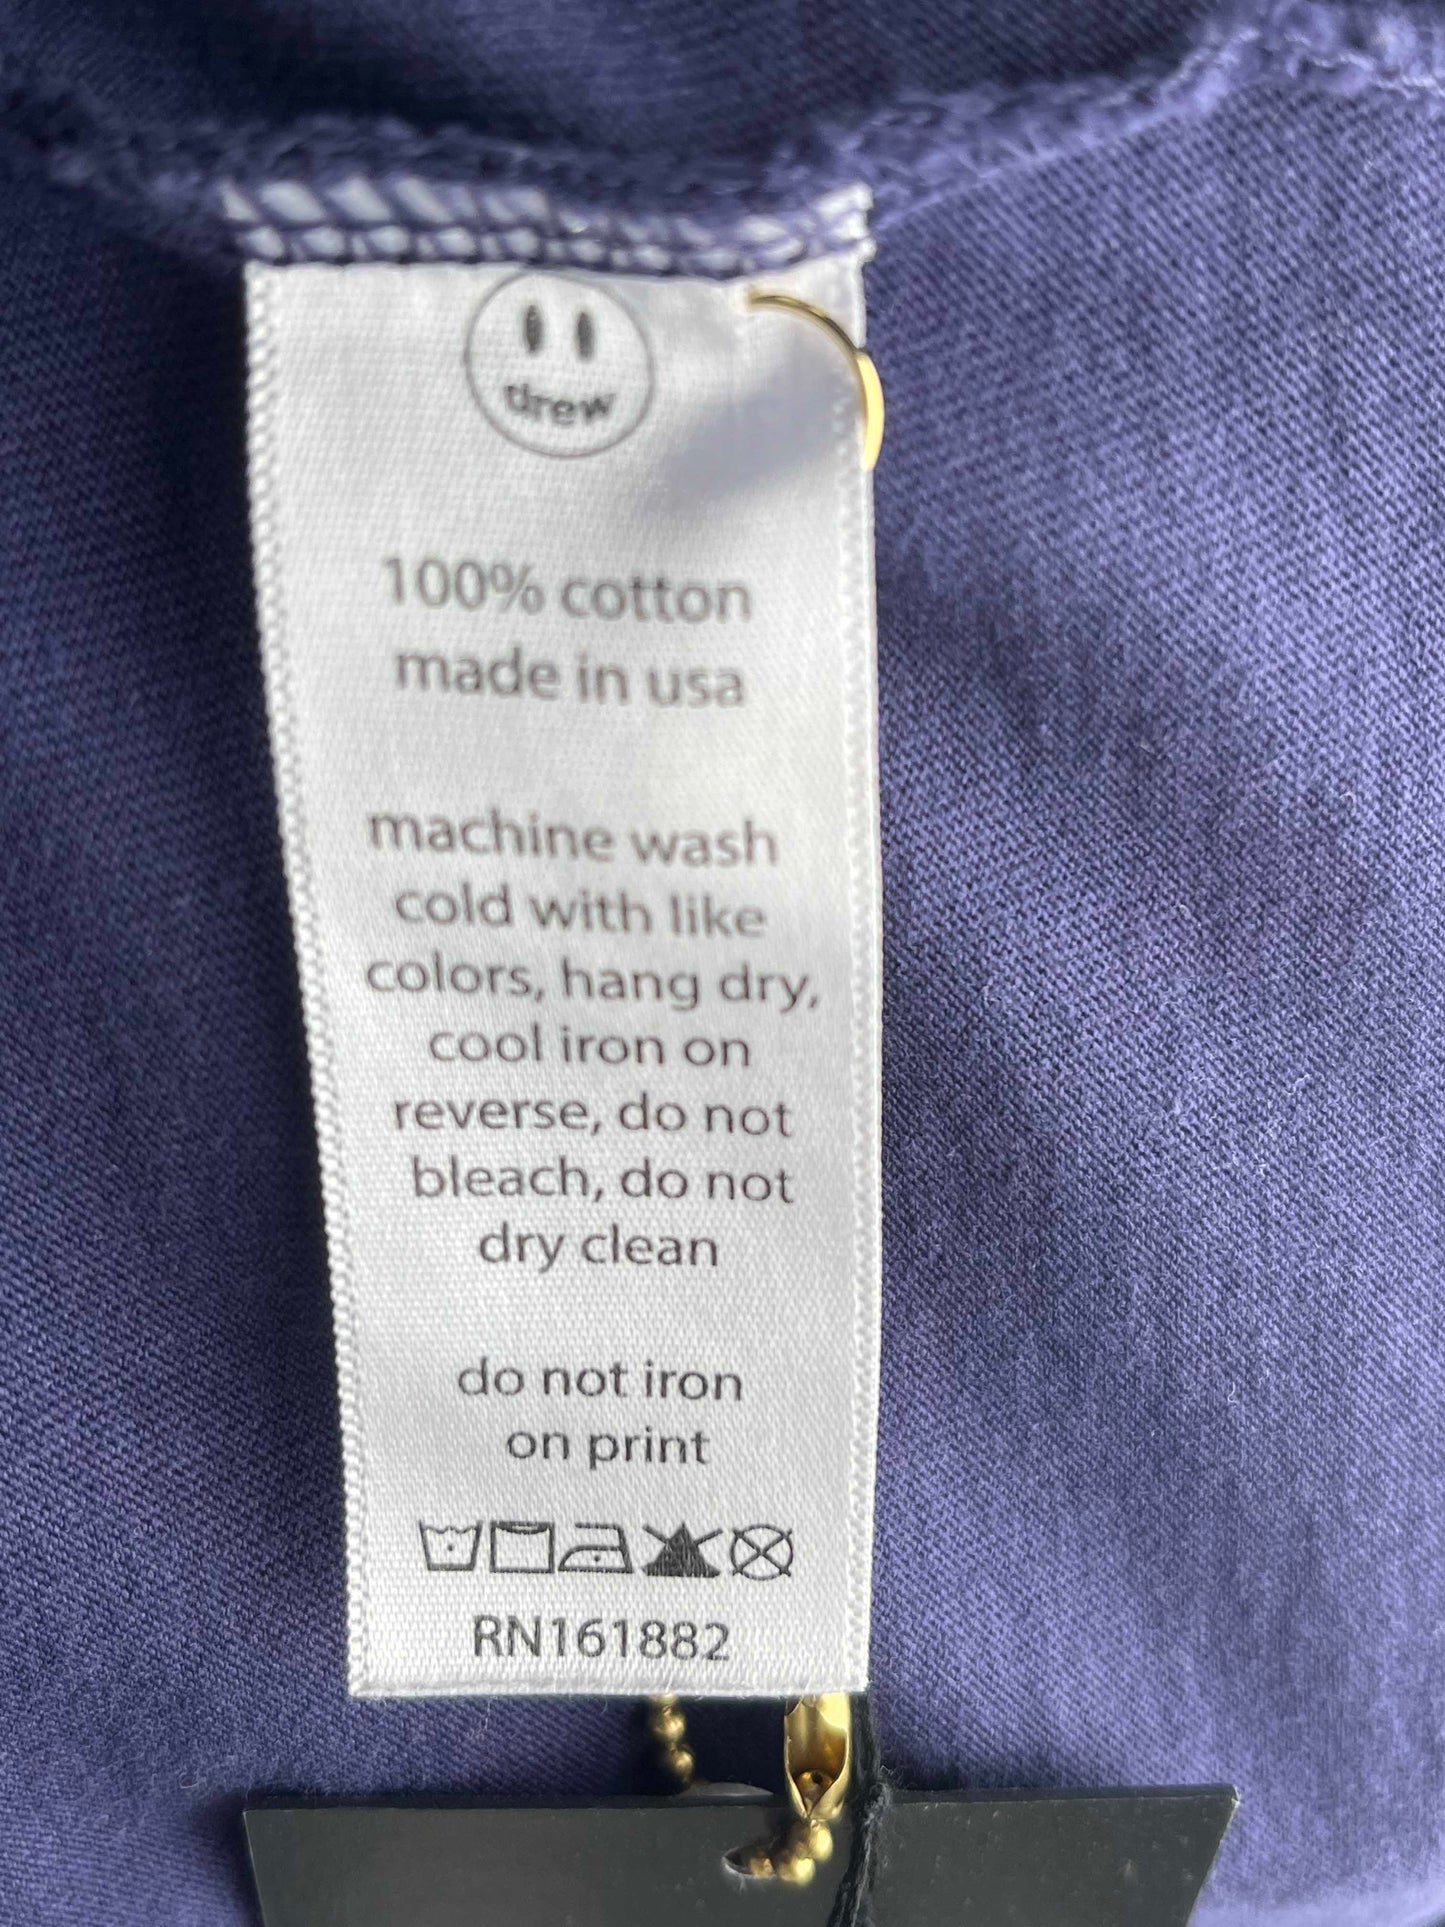 drew
100% cotton
made in usa
machine wash
cold with like
colors, hang dry,
cool iron on
reverse, do not
bleach, do not
dry clean
do not iron
on print
RN161882